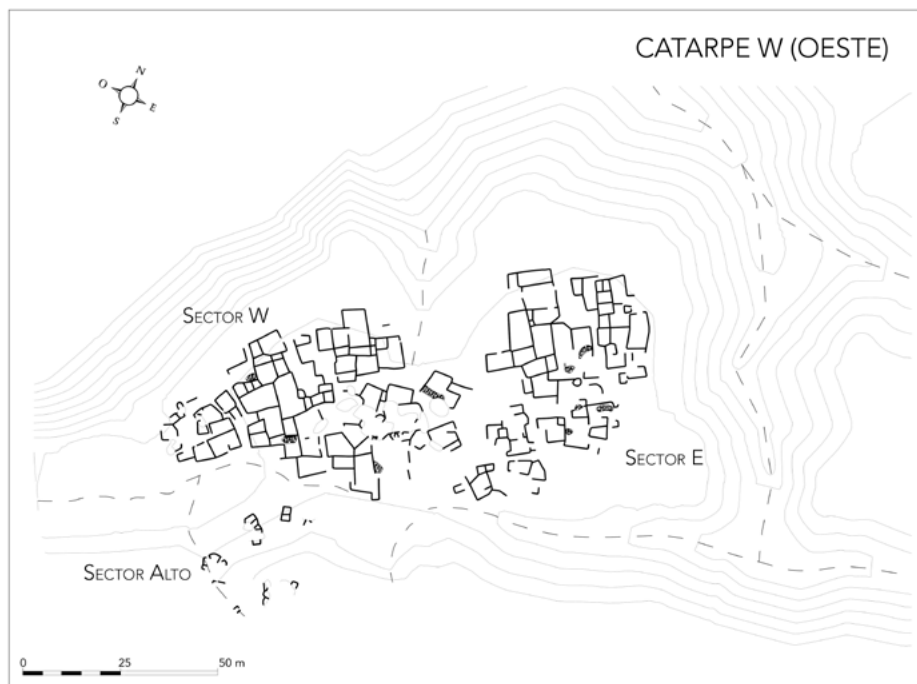 CATARPE W (OESTE)
N
O
E
S
SECTOR W
SECTOR E
SECTOR ALTO
0 25 50 m